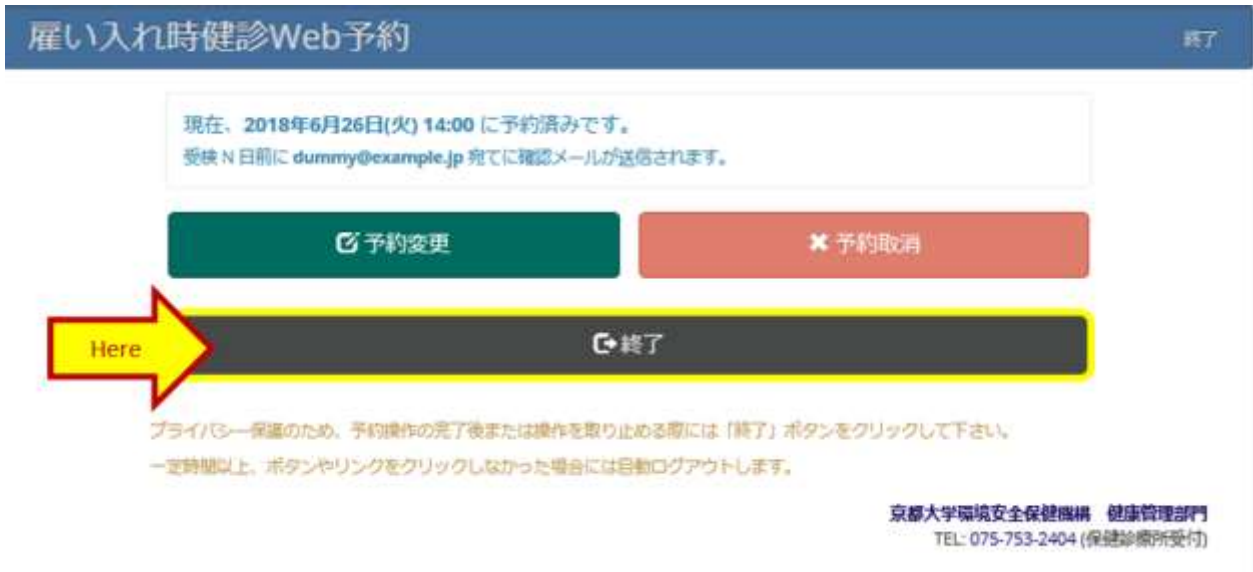 雇い入れ時健診Web予約
終了
現在、2018年6月26日(火) 14:00 に予約済みです。
受検 N 日前に dummy@example.jp 宛てに確認メールが送信されます。
予約変更
予約取消
Here
終了
プライバシー保護のため、予約操作の完了後または操作を取り止める際には「終了」ボタンをクリックして下さい。
一定時間以上、ボタンやリンクをクリックしなかった場合には自動ログアウトします。
京都大学環境安全保健機構 健康管理部門
TEL: 075-753-2404 (保健診療所受付)